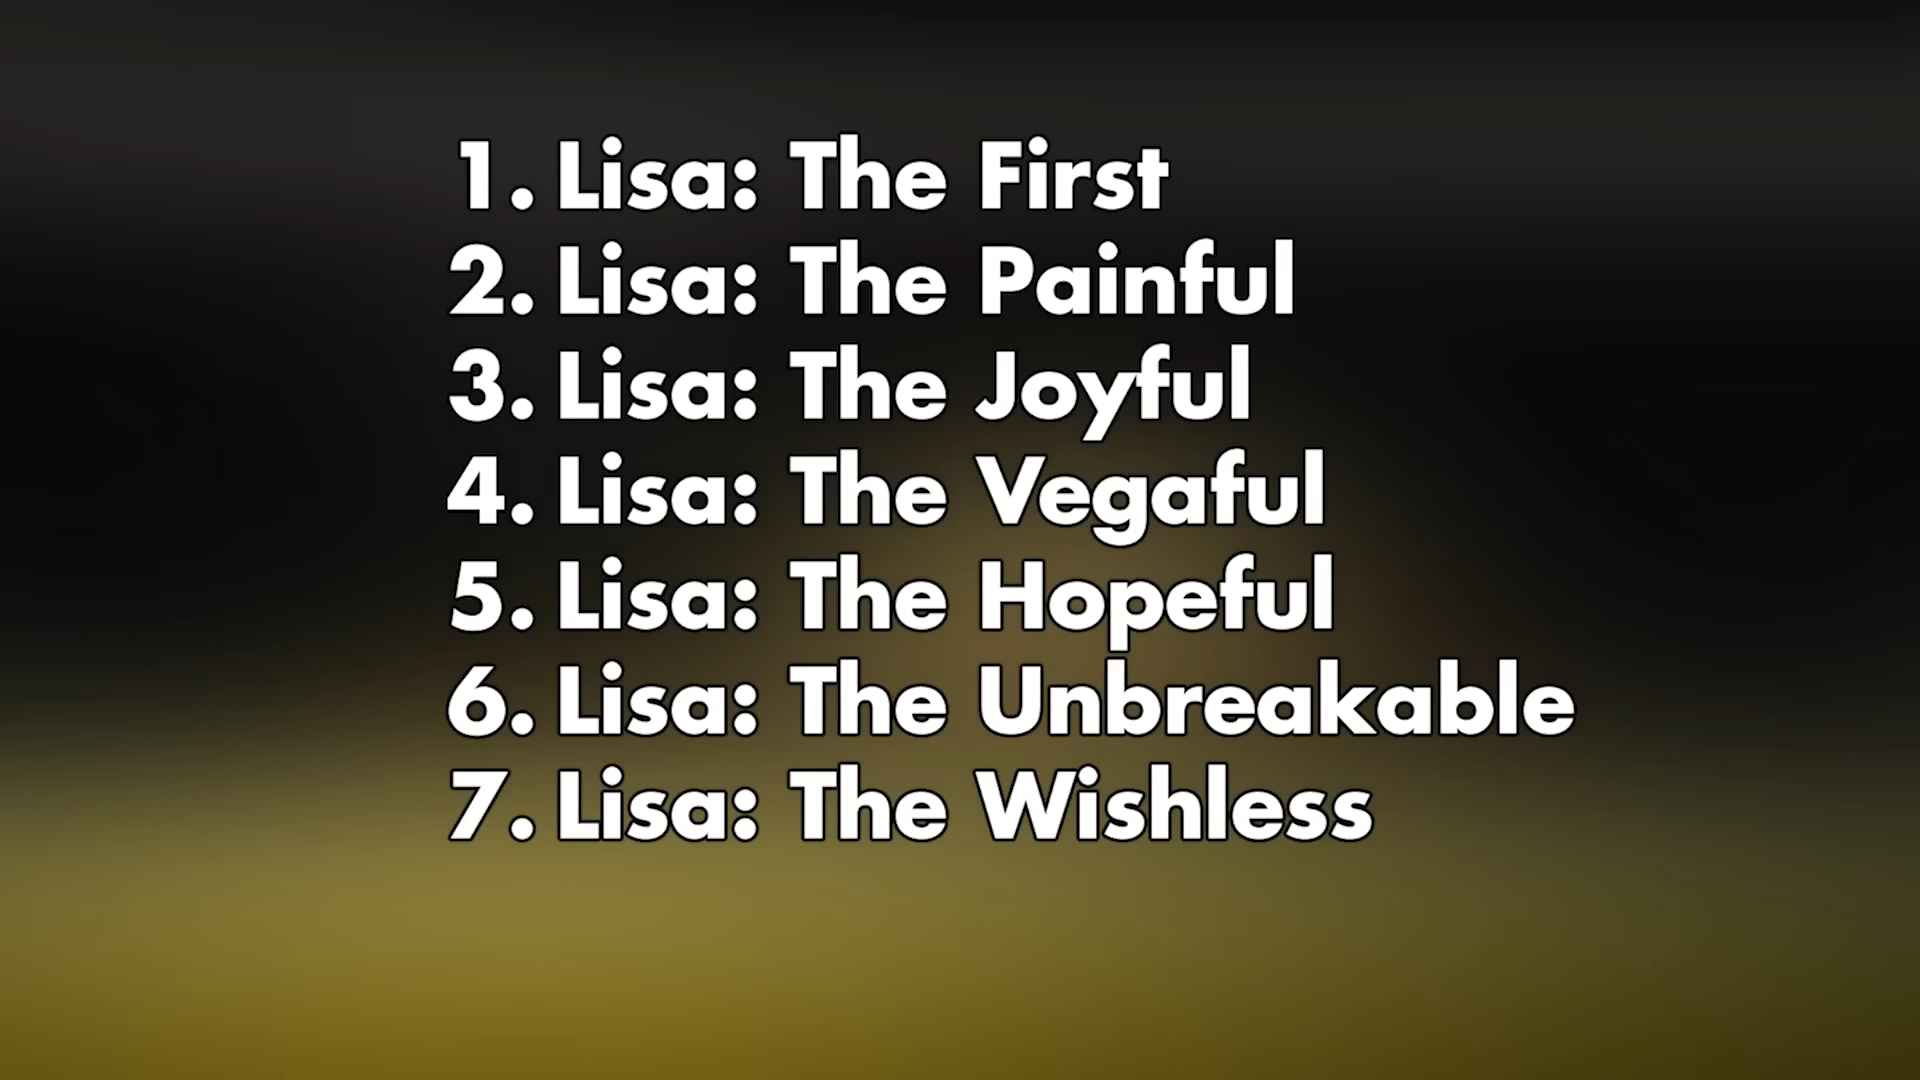 1. Lisa: The First
2. Lisa: The Painful
3. Lisa: The Joyful
4. Lisa: The Vegaful
5. Lisa: The Hopeful
6. Lisa: The Unbreakable
7. Lisa: The Wishless